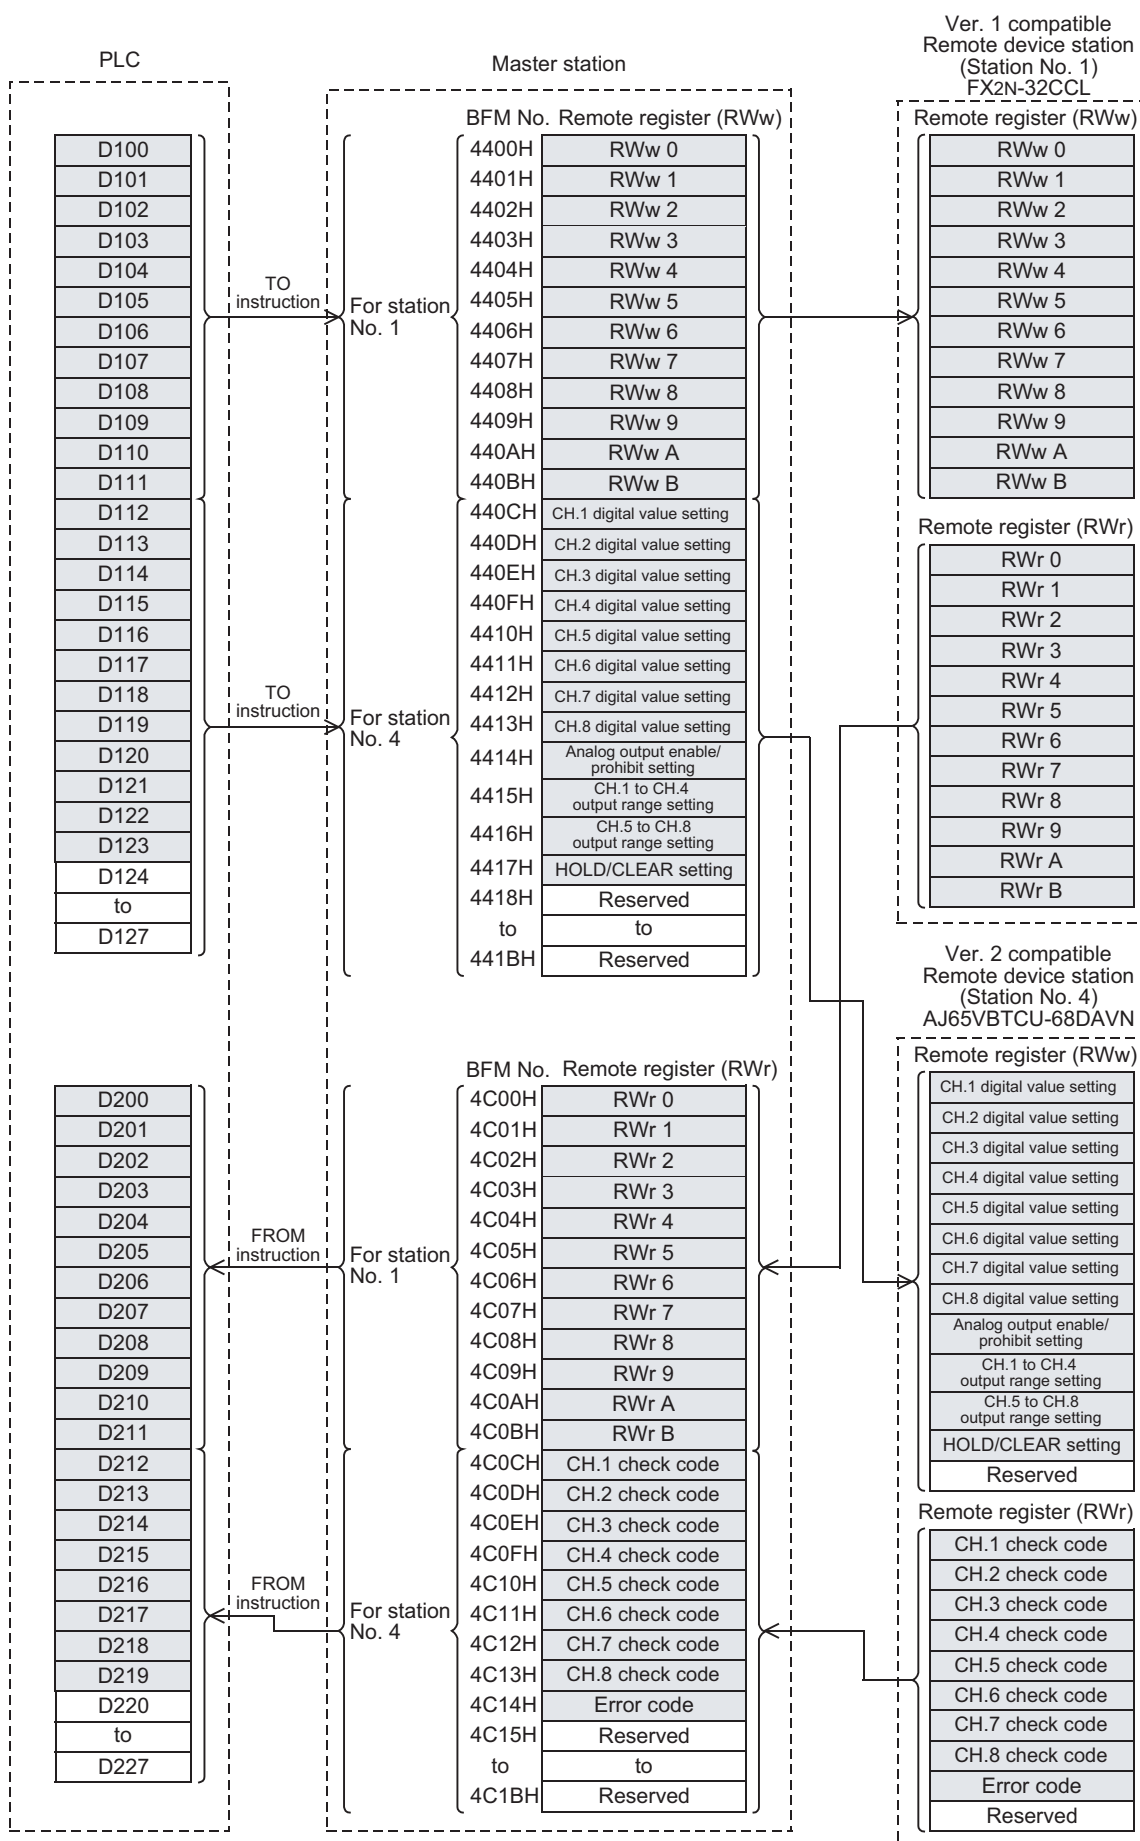 PLC
Master station
Ver. 1 compatible
Remote device station
(Station No. 1)
FX2N-32CCL
BFM No. Remote register (RWw)
Remote register (RWw)
D100
4400H
RWw 0
RWw 0
D101
4401H
RWw 1
RWw 1
D102
4402H
RWw 2
RWw 2
D103
4403H
RWw 3
RWw 3
D104
4404H
RWw 4
RWw 4
TO
instruction
D105
For station
No. 1
4405H
RWw 5
RWw 5
D106
4406H
RWw 6
RWw 6
D107
4407H
RWw 7
RWw 7
D108
4408H
RWw 8
RWw 8
D109
4409H
RWw 9
RWw 9
D110
440AH
RWw A
RWw A
D111
440BH
RWw B
RWw B
D112
440CH
CH.1 digital value setting
D113
440DH
CH.2 digital value setting
D114
440EH
CH.3 digital value setting
D115
440FH
CH.4 digital value setting
D116
4410H
CH.5 digital value setting
D117
4411H
CH.6 digital value setting
D118
4412H
CH.7 digital value setting
TO
instruction
D119
For station
No. 4
4413H
CH.8 digital value setting
D120
4414H
Analog output enable/
prohibit setting
D121
4415H
CH.1 to CH.4
output range setting
D122
4416H
CH.5 to CH.8
output range setting
D123
4417H
HOLD/CLEAR setting
D124
4418H
Reserved
to
to
to
D127
441BH
Reserved
Remote register (RWr)
RWr 0
RWr 1
RWr 2
RWr 3
RWr 4
RWr 5
RWr 6
RWr 7
RWr 8
RWr 9
RWr A
RWr B
Ver. 2 compatible
Remote device station
(Station No. 4)
AJ65VBTCU-68DAVN
Remote register (RWw)
CH.1 digital value setting
CH.2 digital value setting
CH.3 digital value setting
CH.4 digital value setting
CH.5 digital value setting
CH.6 digital value setting
CH.7 digital value setting
CH.8 digital value setting
Analog output enable/
prohibit setting
CH.1 to CH.4
output range setting
CH.5 to CH.8
output range setting
HOLD/CLEAR setting
Reserved
BFM No. Remote register (RWr)
D200
4C00H
RWr 0
D201
4C01H
RWr 1
D202
4C02H
RWr 2
D203
4C03H
RWr 3
D204
4C04H
RWr 4
FROM
instruction
D205
For station
No. 1
4C05H
RWr 5
D206
4C06H
RWr 6
D207
4C07H
RWr 7
D208
4C08H
RWr 8
D209
4C09H
RWr 9
D210
4C0AH
RWr A
D211
4C0BH
RWr B
D212
4C0CH
CH.1 check code
D213
4C0DH
CH.2 check code
D214
4C0EH
CH.3 check code
D215
4C0FH
CH.4 check code
D216
4C10H
CH.5 check code
FROM
instruction
D217
For station
No. 4
4C11H
CH.6 check code
D218
4C12H
CH.7 check code
D219
4C13H
CH.8 check code
D220
4C14H
Error code
to
4C15H
Reserved
D227
to
to
4C1BH
Reserved
Remote register (RWr)
CH.1 check code
CH.2 check code
CH.3 check code
CH.4 check code
CH.5 check code
CH.6 check code
CH.7 check code
CH.8 check code
Error code
Reserved